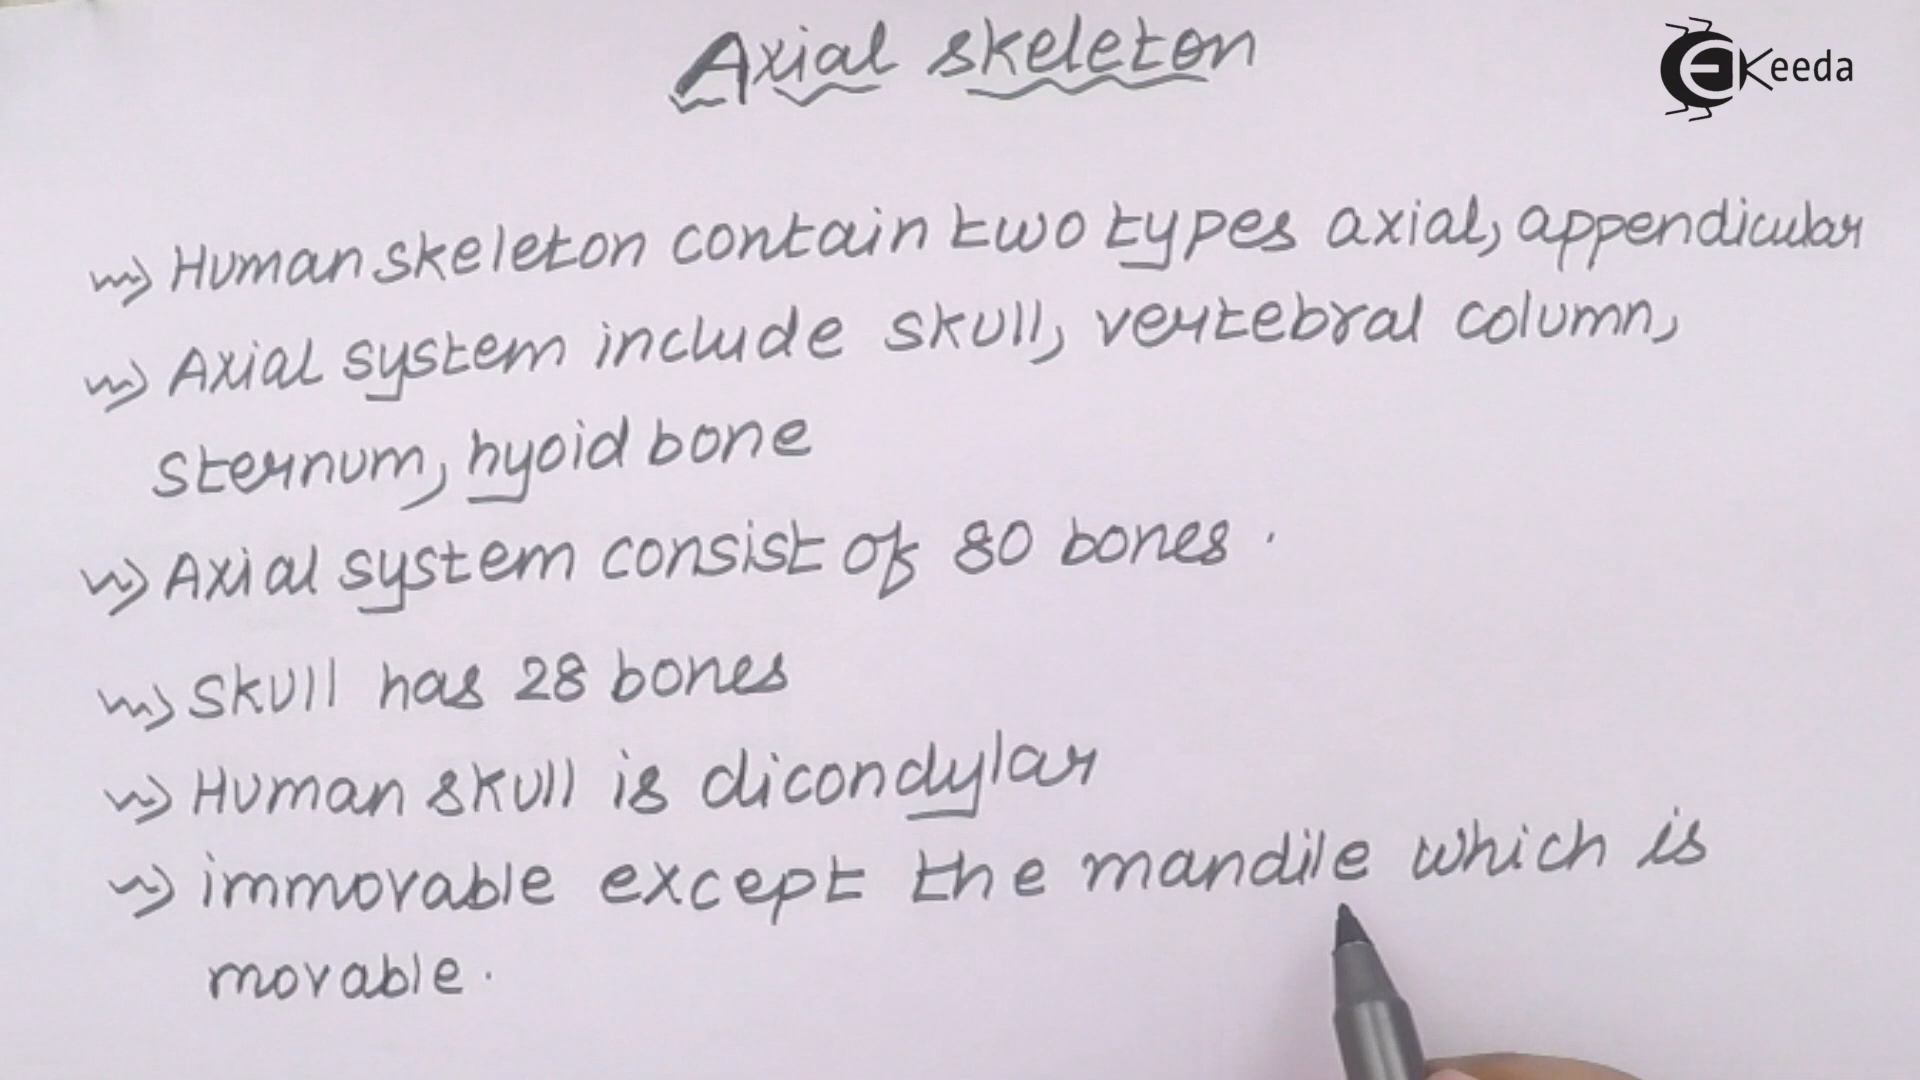 Axial skeleton
EKeeda
Human skeleton contain two types axial, appendicular
Axial system include skull, vertebral column,
sternum, hyoid bone
Axial system consist of 80 bones.
Skull has 28 bones
Human skull is dicondylar
immovable except the mandile which is
movable.